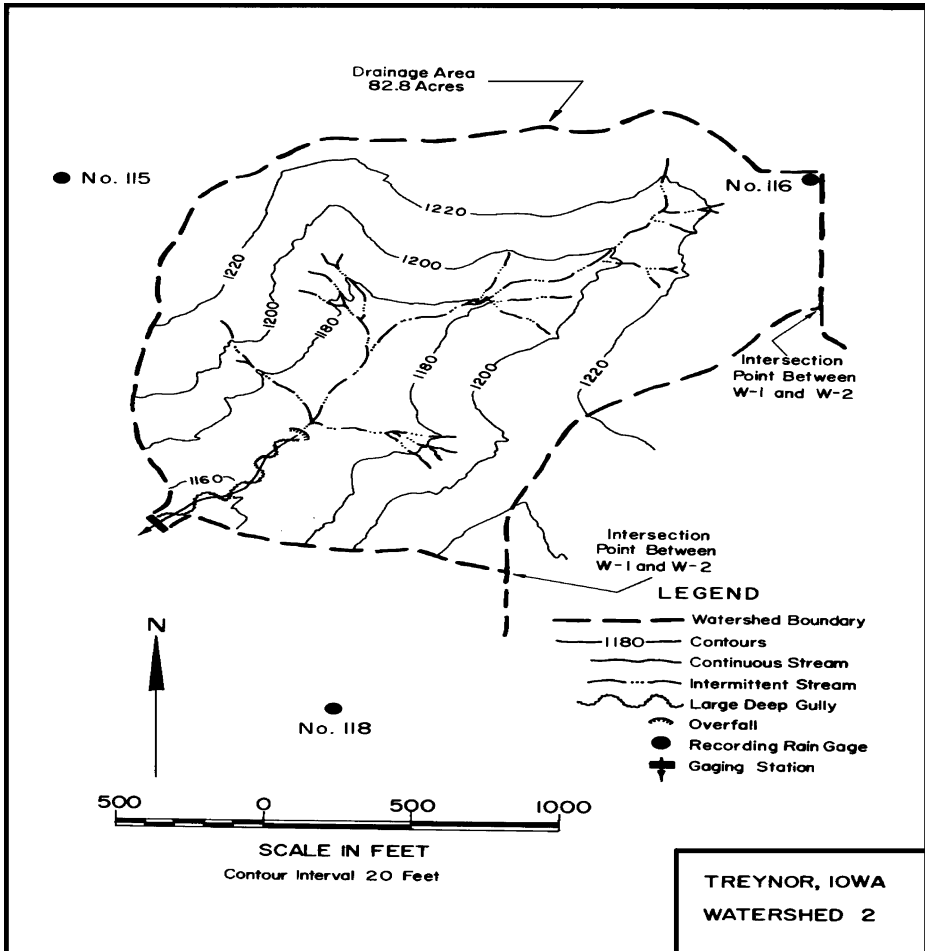 Drainage Area
82.8 Acres
No. 115
No. 116
1220
1220
1200
1200
1180
1180
1200
1220
Intersection
Point Between
W-1 and W-2
1160
Intersection
Point Between
W-1 and W-2
LEGEND
Watershed Boundary
1180 Contours
Continuous Stream
Intermittent Stream
Large Deep Gully
Overfall
Recording Rain Gage
Gaging Station
N
No. 118
500 0 500 1000
SCALE IN FEET
Contour Interval 20 Feet
TREYNOR, IOWA
WATERSHED 2